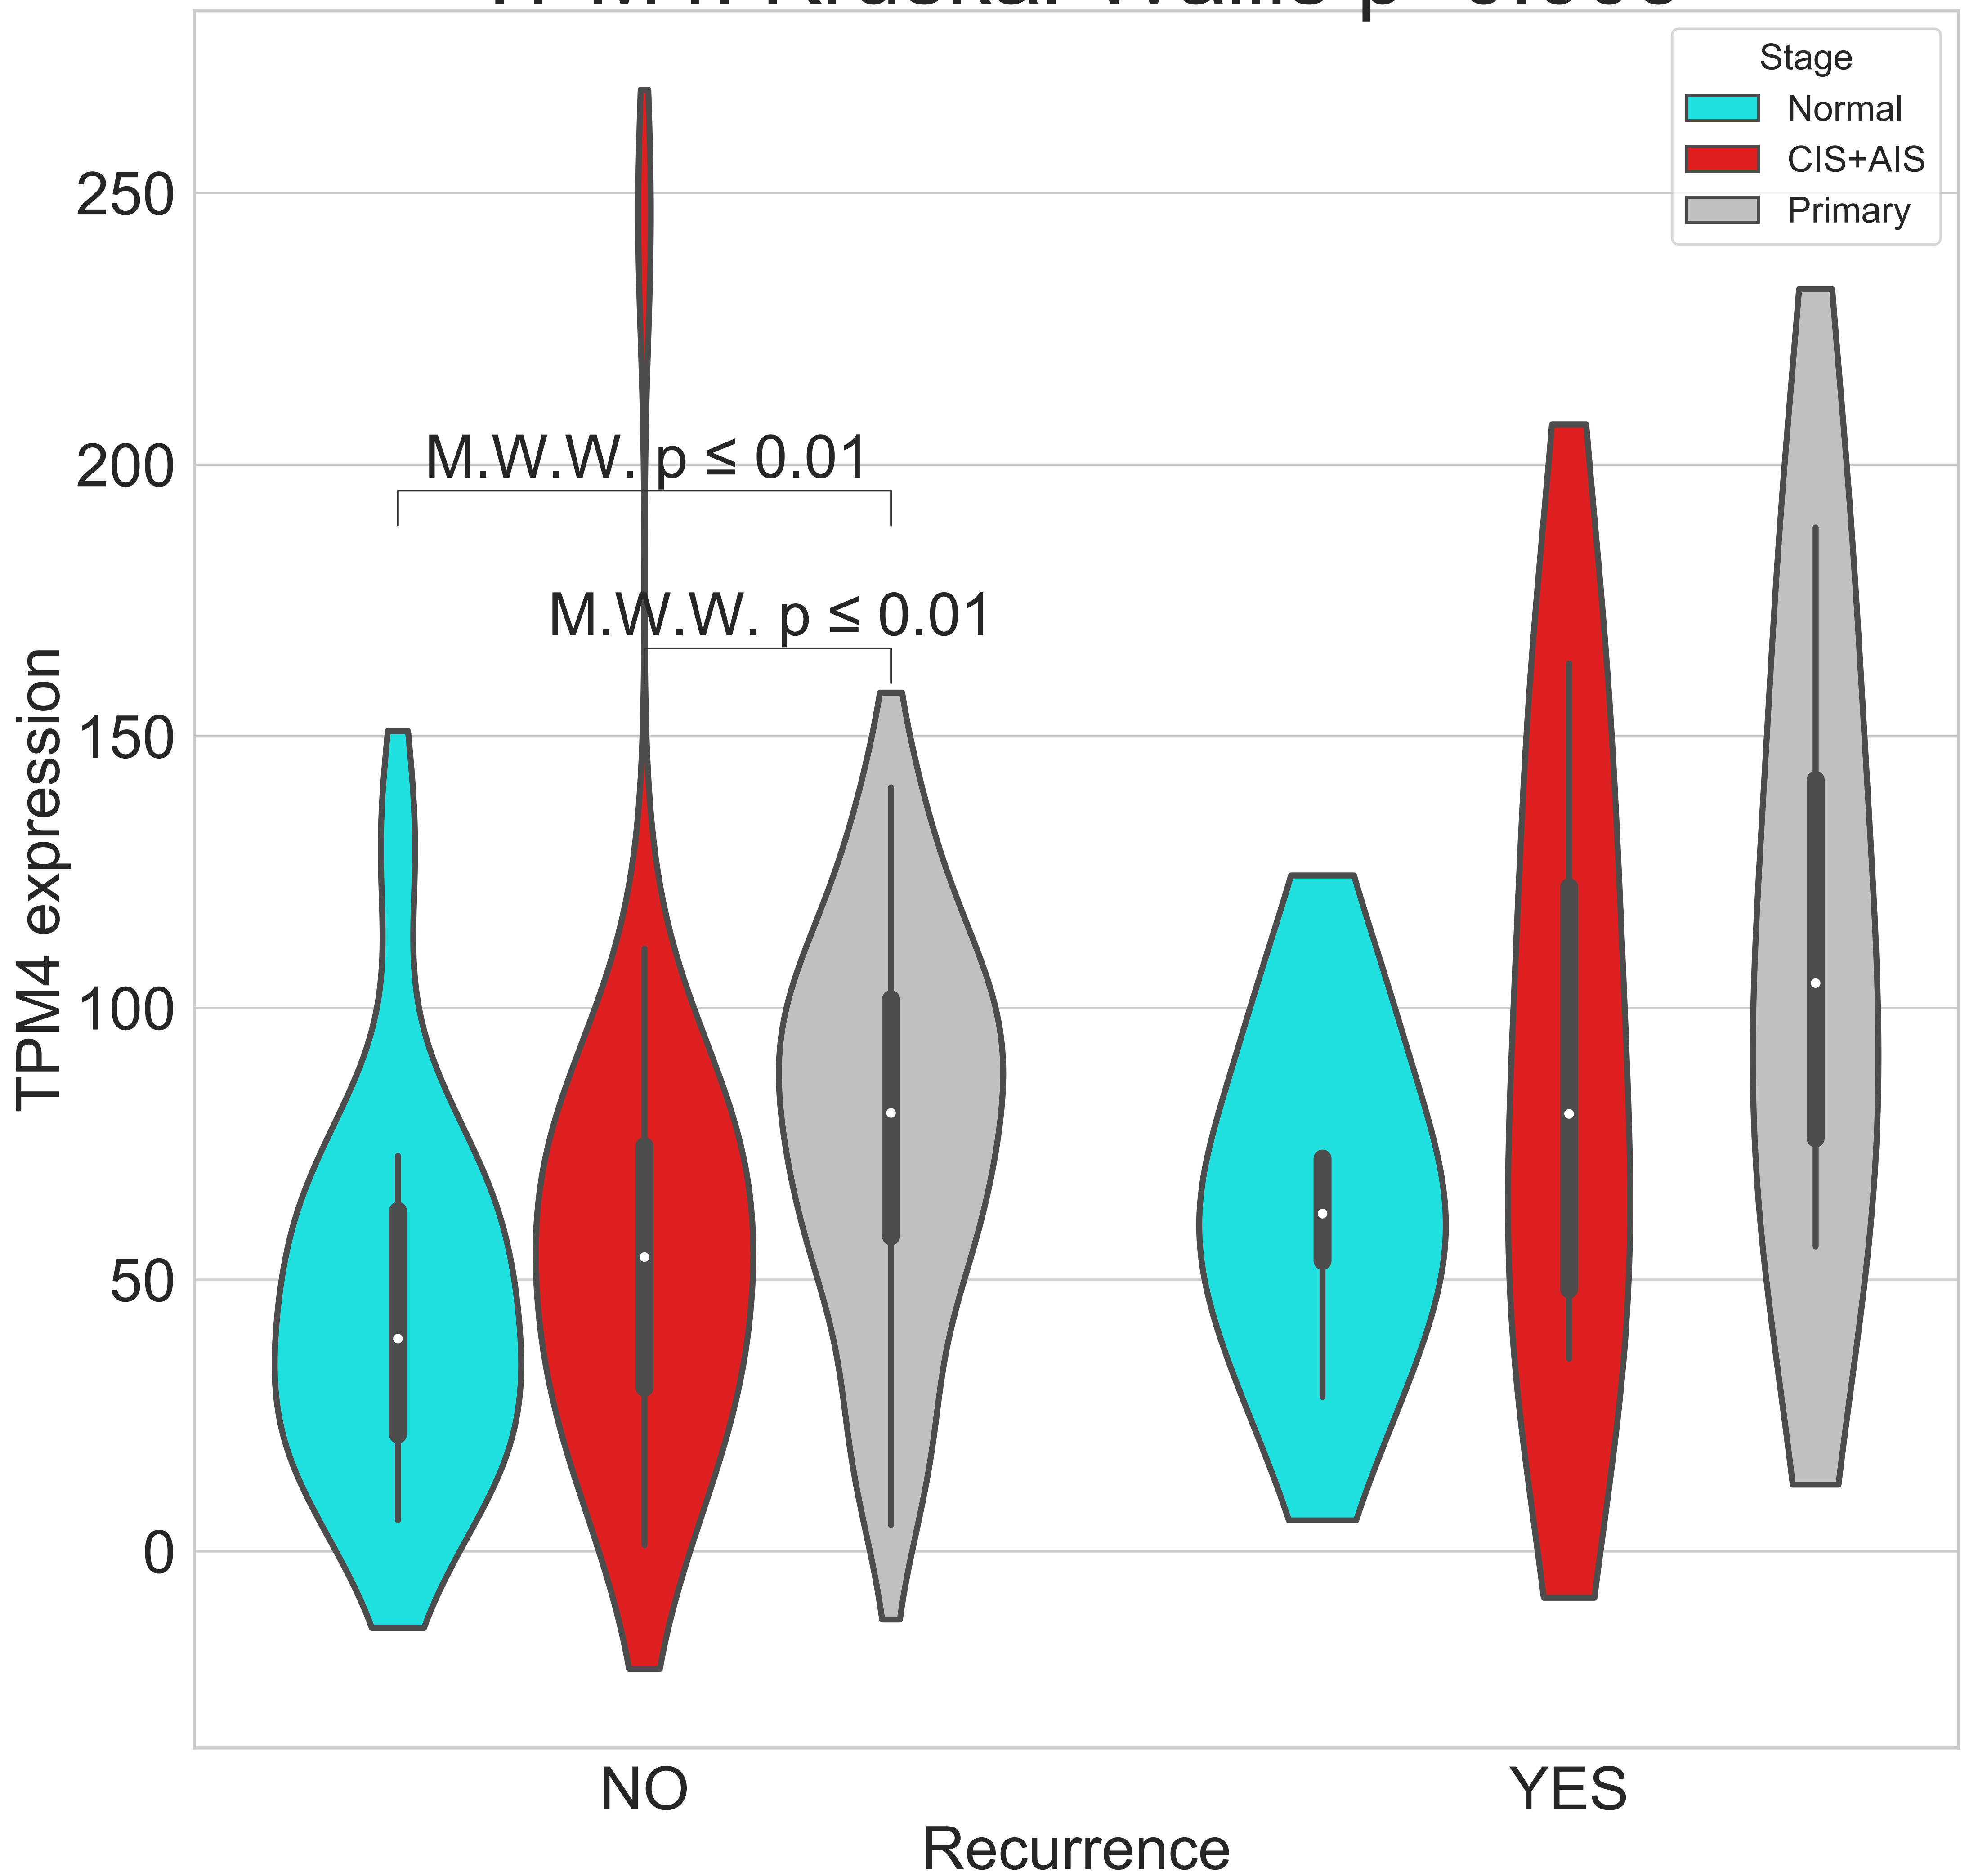 Stage
Normal
CIS+AIS
Primary
250
200
150
100
50
0
TPM4 expression
M.W.W. p ≤ 0.01
M.W.W. p ≤ 0.01
NO
YES
Recurrence